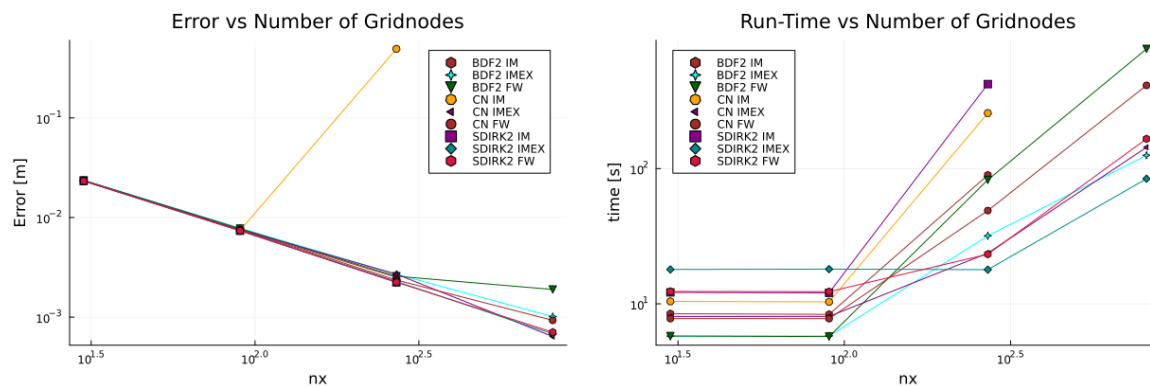 Error vs Number of Gridnodes
Error [m]
10^-1
10^-2
10^-3
BDF2 IM
BDF2 IMEX
BDF2 FW
CN IM
CN IMEX
CN FW
SDIRK2 IM
SDIRK2 IMEX
SDIRK2 FW
10^1.5
10^2.0
10^2.5
nx
Run-Time vs Number of Gridnodes
time [s]
10^2
10^1
BDF2 IM
BDF2 IMEX
BDF2 FW
CN IM
CN IMEX
CN FW
SDIRK2 IM
SDIRK2 IMEX
SDIRK2 FW
10^1.5
10^2.0
10^2.5
nx